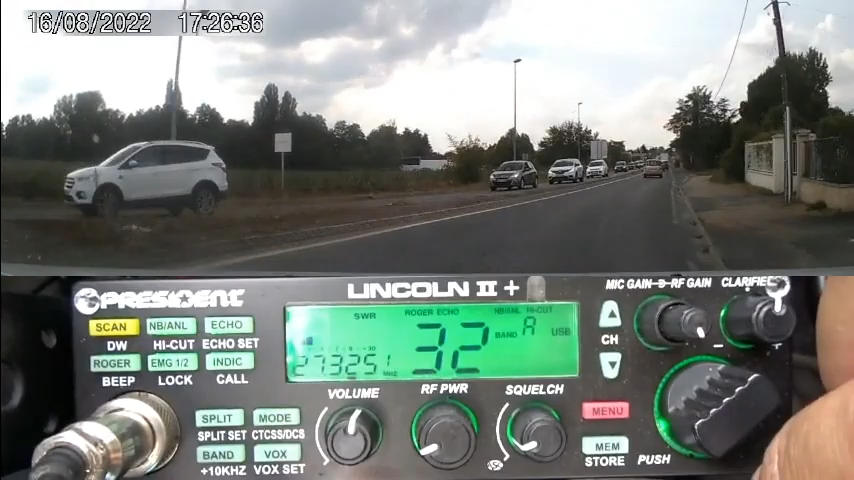 16/08/2022 17:26:36
PRESIDENT
LINCOLN II +
MIC GAIN RF GAIN CLARIFIER
SCAN NB/ANL ECHO
DW HI-CUT ECHO SET
ROGER EMG 1/2 INDIC
BEEP LOCK CALL
SWR ROGER ECHO NB/ANL HI-CUT
32 BAND A USB
27.3251 MHz
CH
VOLUME RF PWR SQUELCH
SPLIT MODE
SPLIT SET CTCSS/DCS
BAND VOX
+10KHZ VOX SET
MENU
MEM
STORE PUSH